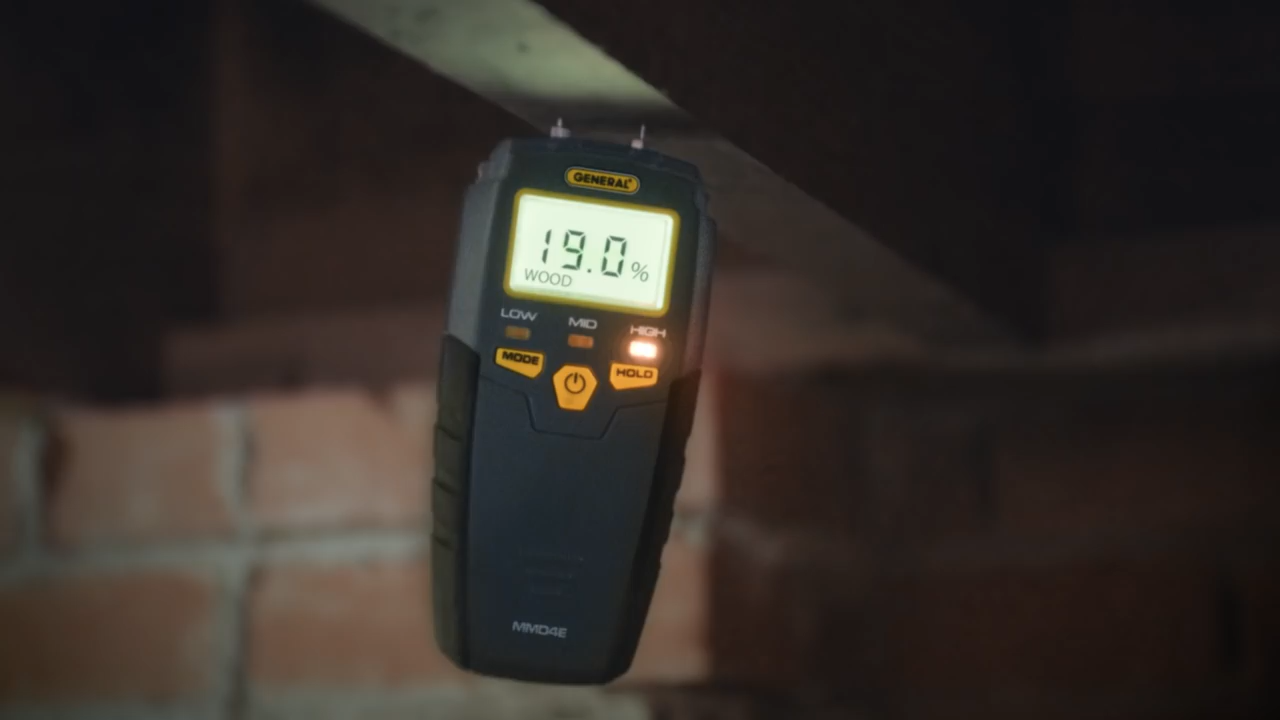 GENERAL
19.0%
WOOD
LOW MID HIGH
MODE HOLD
MMD4E